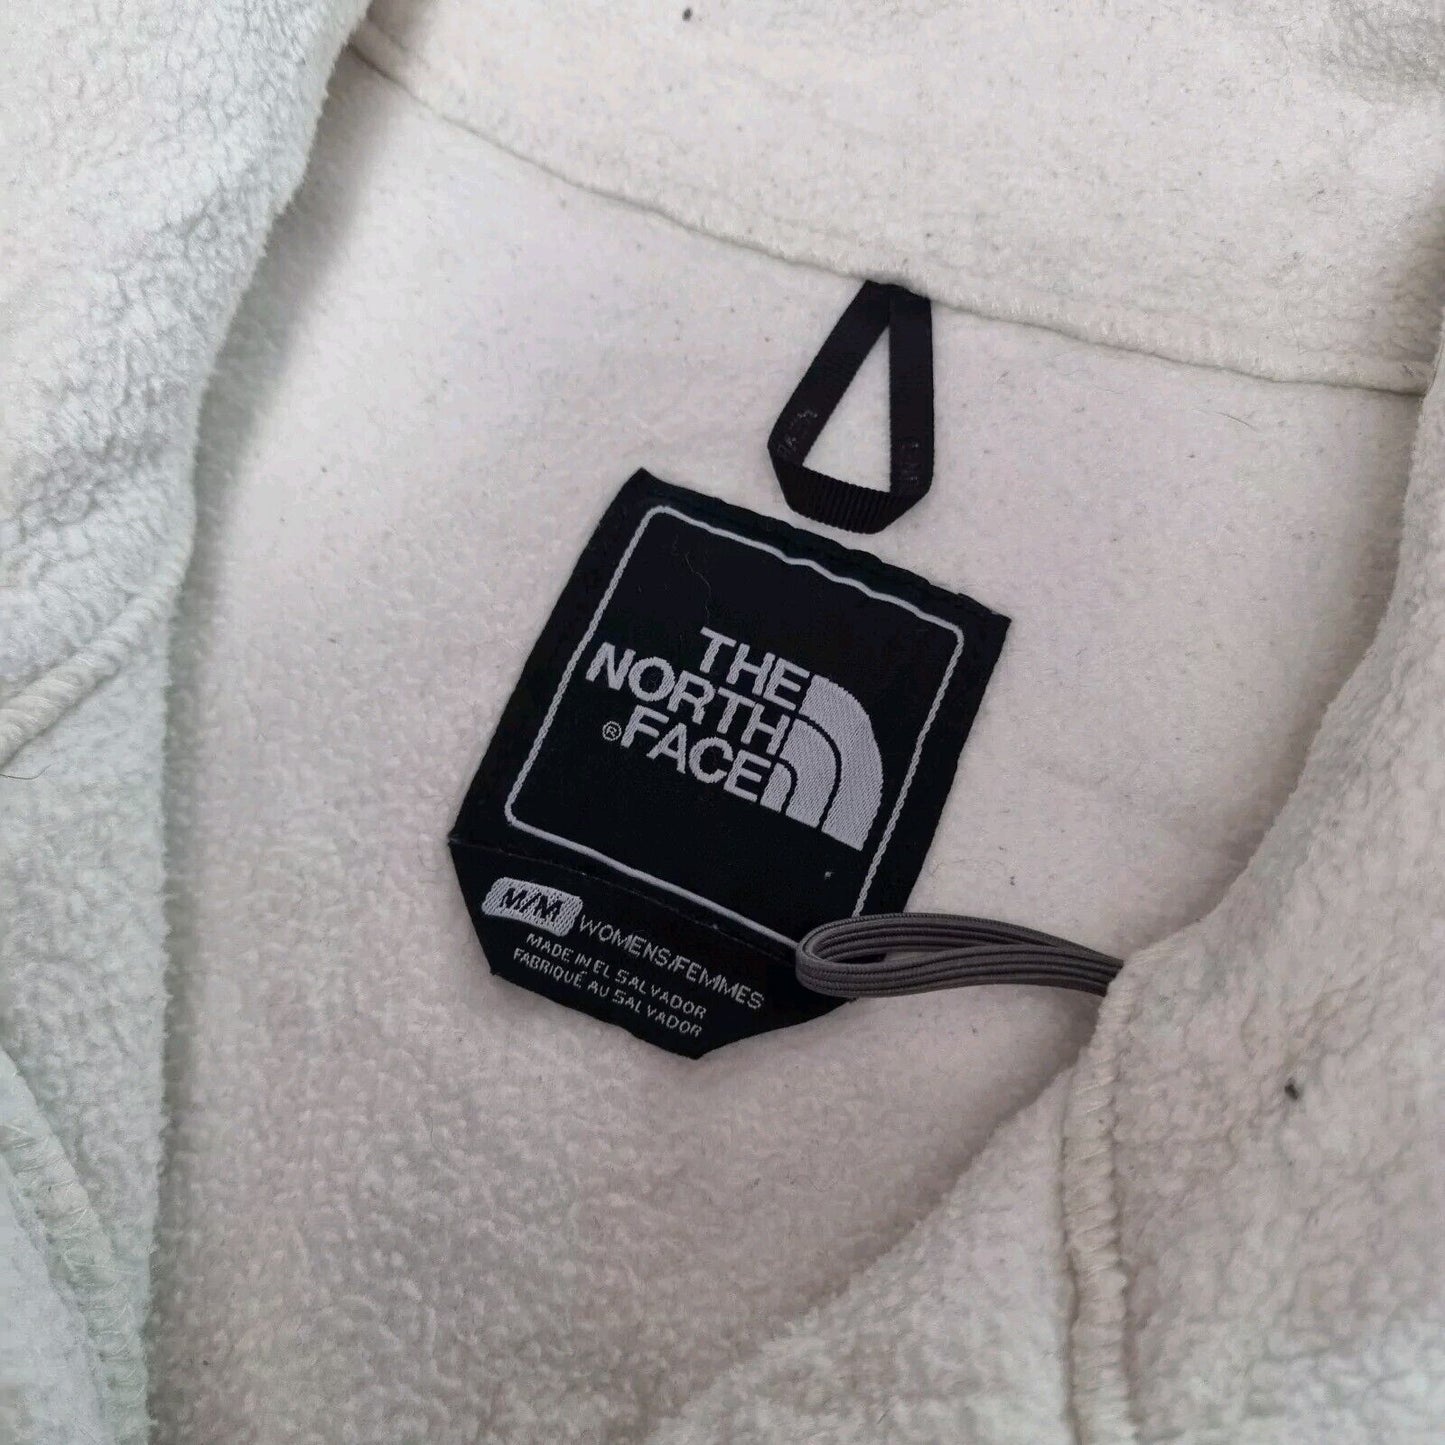 THE
NORTH
®FACE
M/M WOMENS/FEMMES
MADE IN EL SALVADOR
FABRIQUÉ AU SALVADOR